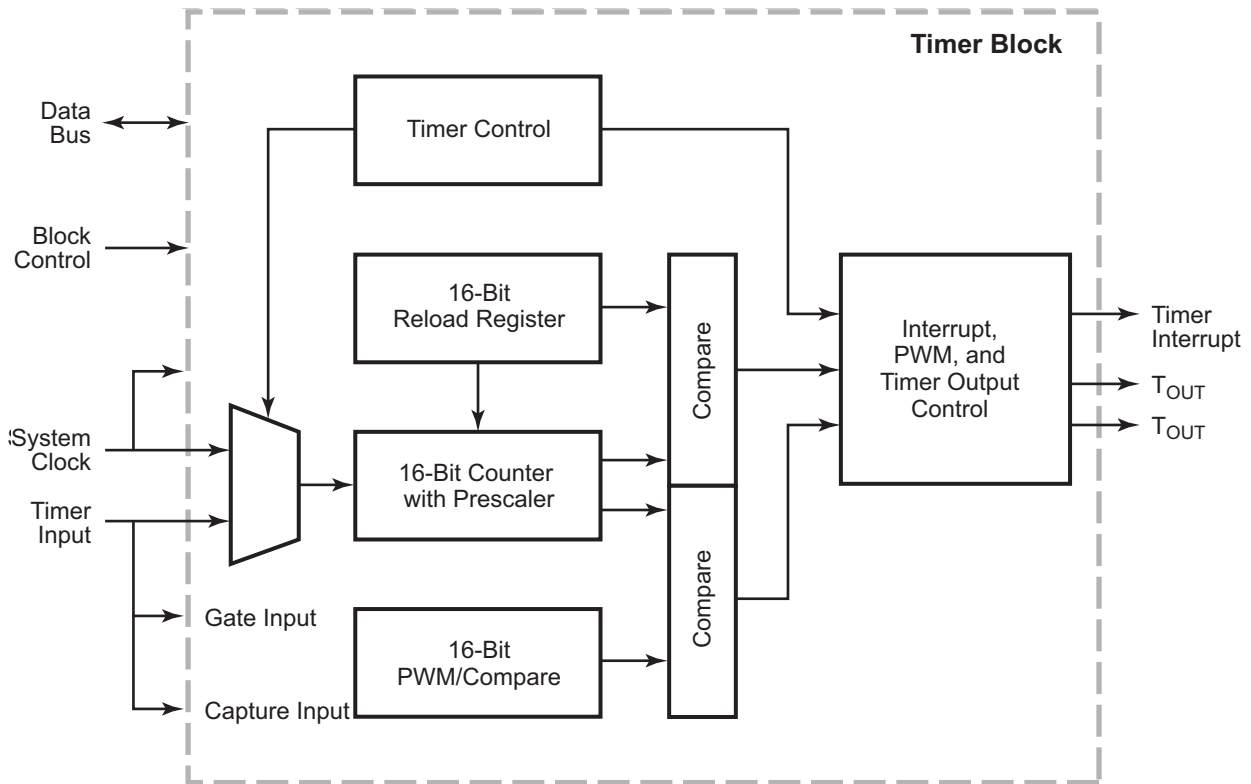 Timer Block
Data
Bus
Timer Control
Block
Control
16-Bit
Reload Register
Compare
Interrupt,
PWM, and
Timer Output
Control
Timer
Interrupt
TOUT
TOUT
System
Clock
16-Bit Counter
with Prescaler
Timer
Input
Compare
Gate Input
16-Bit
PWM/Compare
Capture Input